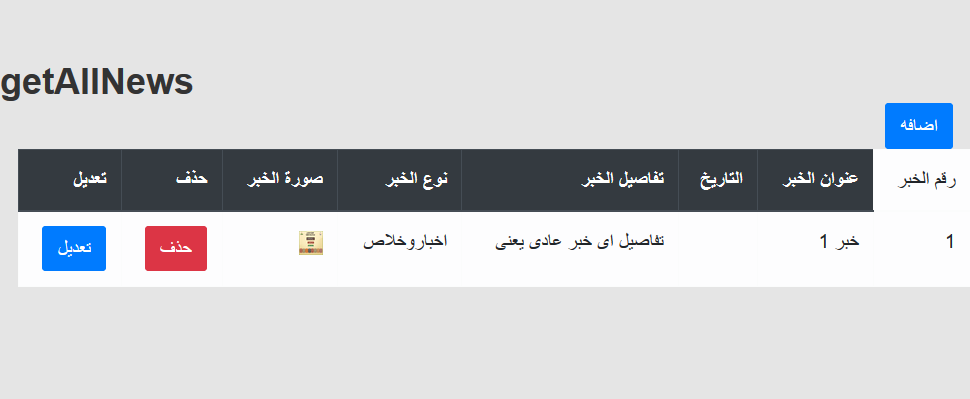 getAllNews
اضافه
رقم الخبر عنوان الخبر التاريخ تفاصيل الخبر نوع الخبر صورة الخبر حذف تعديل
1 خبر 1 تفاصيل اى خبر عادى يعنى اخباروخلاص حذف تعديل